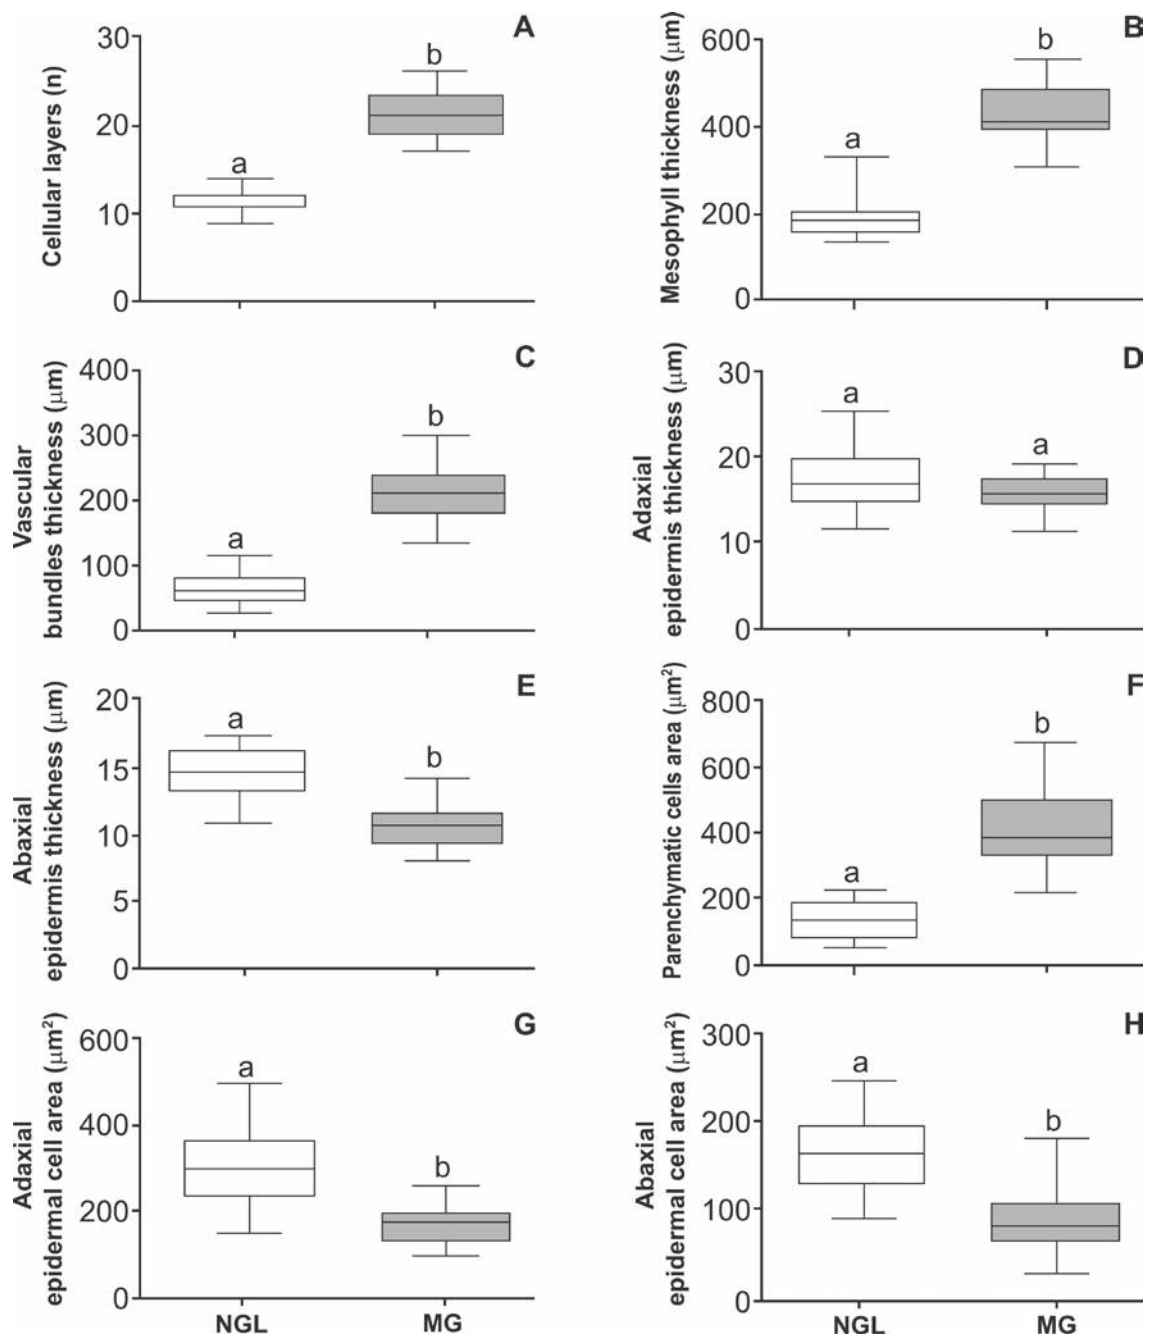 A
Cellular layers (n)
30
20
10
0
a
b
B
Mesophyll thickness (µm)
600
400
200
0
a
b
C
Vascular
bundles thickness (µm)
400
300
200
100
0
a
b
D
Adaxial
epidermis thickness (µm)
30
20
10
0
a
a
E
Abaxial
epidermis thickness (µm)
20
15
10
5
0
a
b
F
Parenchymatic cells area (µm²)
800
600
400
200
0
a
b
G
Adaxial
epidermal cell area (µm²)
600
400
200
0
a
b
NGL
MG
H
Abaxial
epidermal cell area (µm²)
300
200
100
0
a
b
NGL
MG